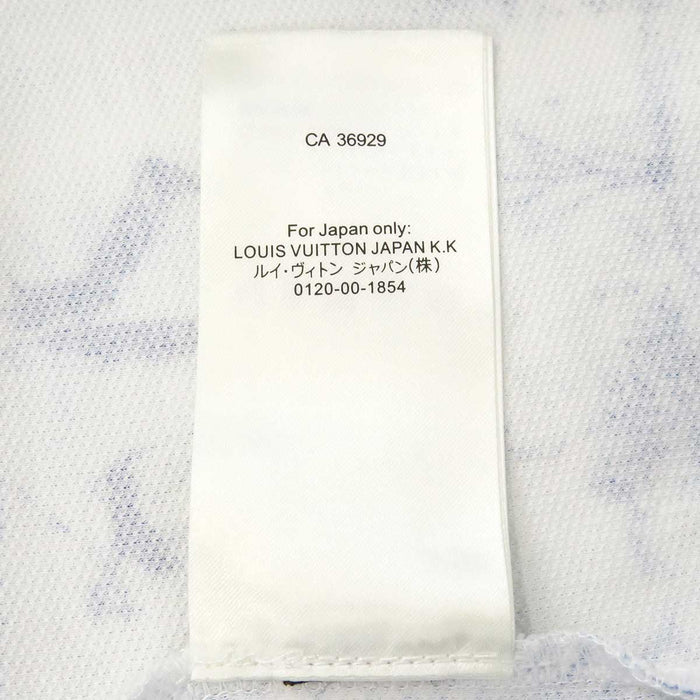 CA 36929
For Japan only:
LOUIS VUITTON JAPAN K.K
ルイ・ヴィトン ジャパン(株)
0120-00-1854